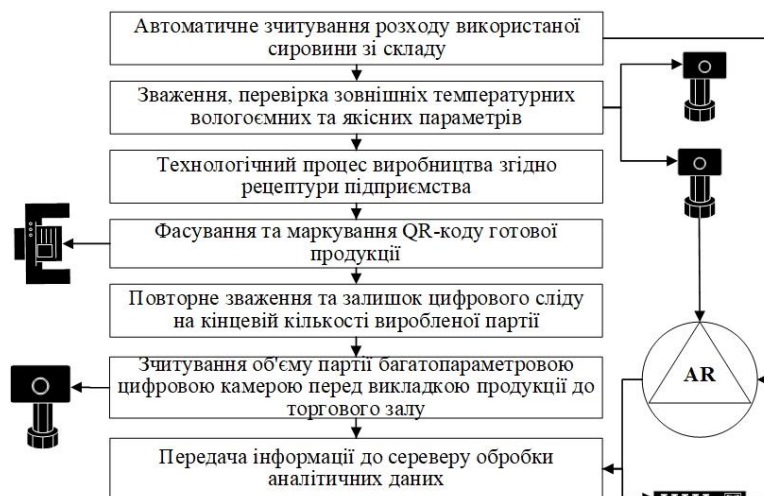 Автоматичне зчитування розходу використаної
сировини зі складу
Зваження, перевірка зовнішніх температурних
вологоємних та якісних параметрів
Технологічний процес виробництва згідно
рецептури підприємства
Фасування та маркування QR-коду готової
продукції
Повторне зваження та залишок цифрового сліду
на кінцевій кількості виробленої партії
Зчитування об'єму партії багатопараметровою
цифровою камерою перед викладкою продукції до
торгового залу
AR
Передача інформації до сереверу обробки
аналітичних даних